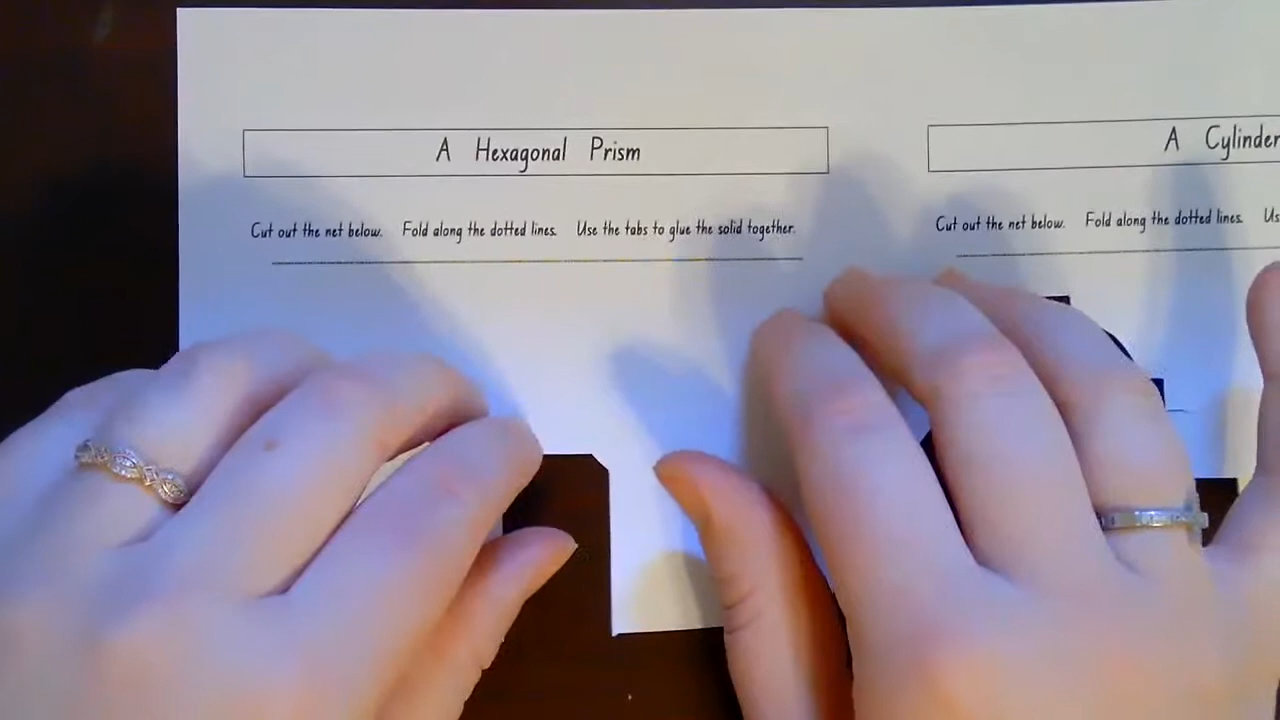 A Hexagonal Prism
Cut out the net below. Fold along the dotted lines. Use the tabs to glue the solid together.
A Cylinder
Cut out the net below. Fold along the dotted lines.